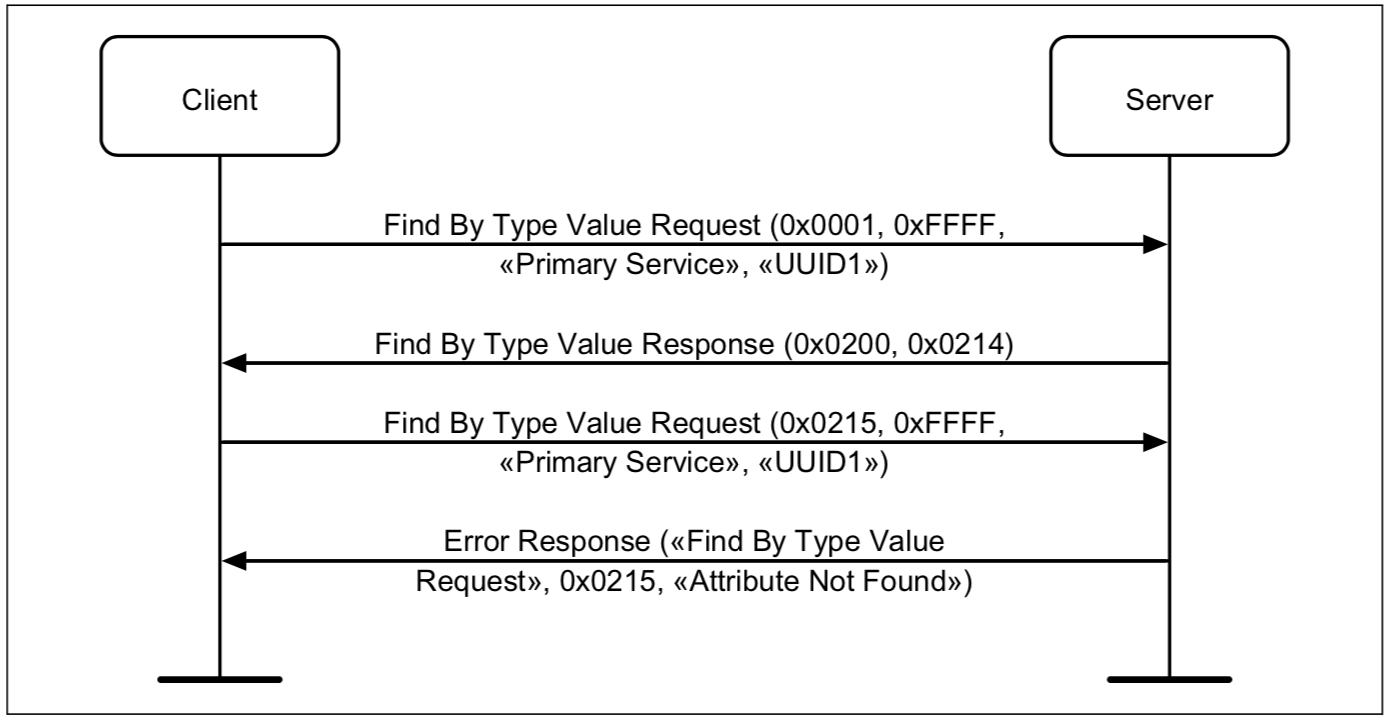 Client
Server
Find By Type Value Request (0x0001, 0xFFFF,
«Primary Service», «UUID1»)
Find By Type Value Response (0x0200, 0x0214)
Find By Type Value Request (0x0215, 0xFFFF,
«Primary Service», «UUID1»)
Error Response («Find By Type Value
Request», 0x0215, «Attribute Not Found»)